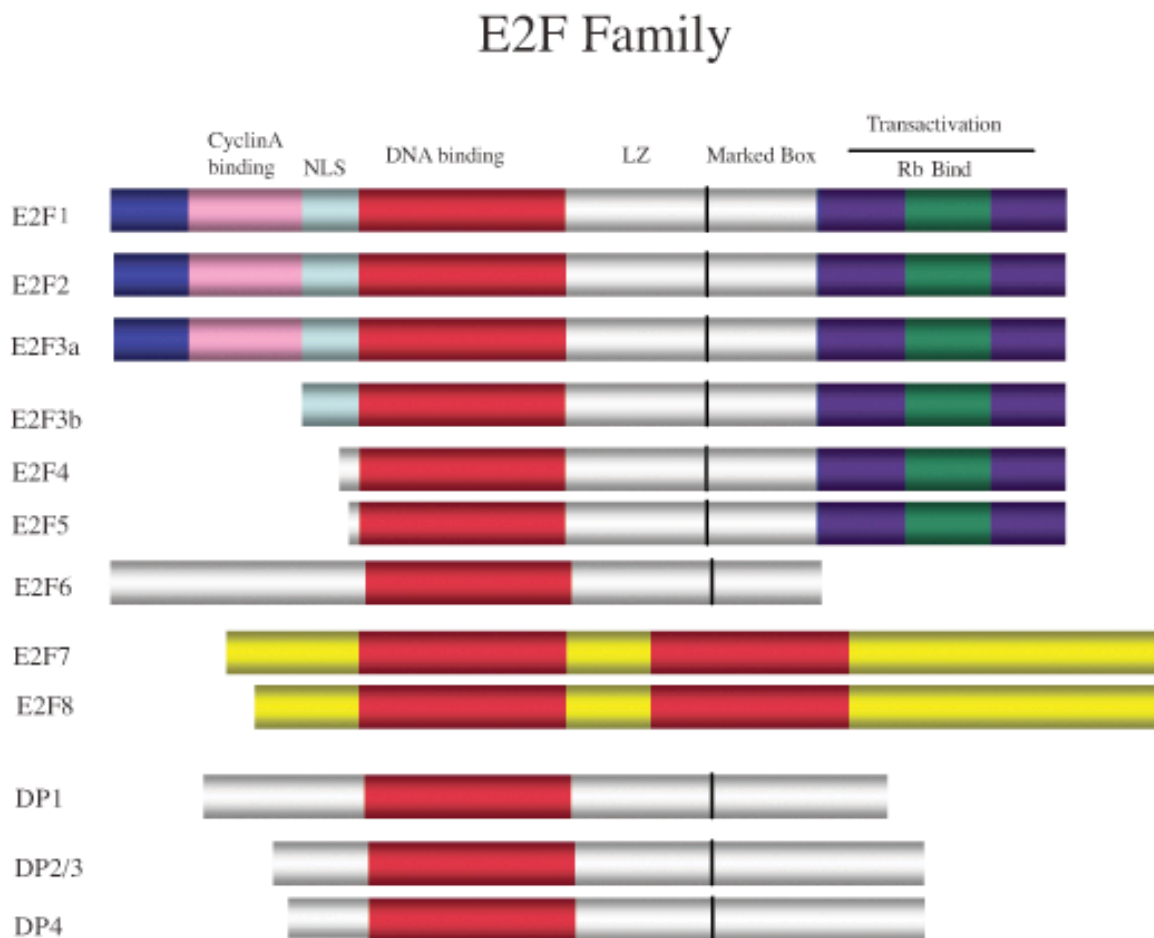 E2F Family
Transactivation
CyclinA
binding
NLS
DNA binding
LZ
Marked Box
Rb Bind
E2F1
E2F2
E2F3a
E2F3b
E2F4
E2F5
E2F6
E2F7
E2F8
DP1
DP2/3
DP4